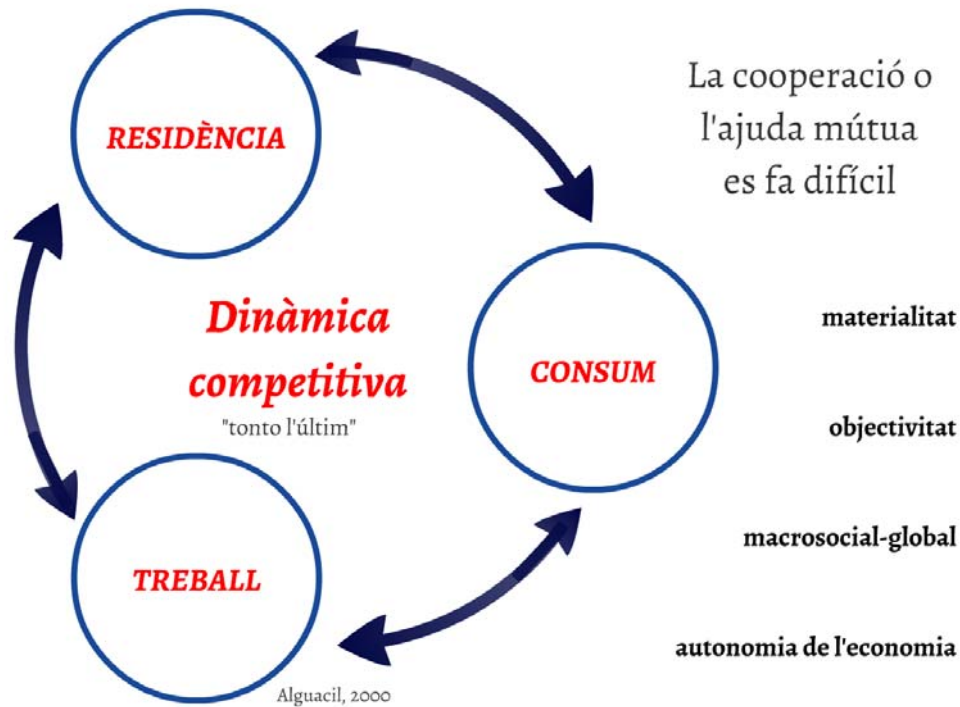 RESIDÈNCIA
La cooperació o
l'ajuda mútua
es fa difícil
Dinàmica
competitiva
"tonto l'últim"
CONSUM
TREBALL
materialitat
objectivitat
macrosocial-global
autonomia de l'economia
Alguacil, 2000